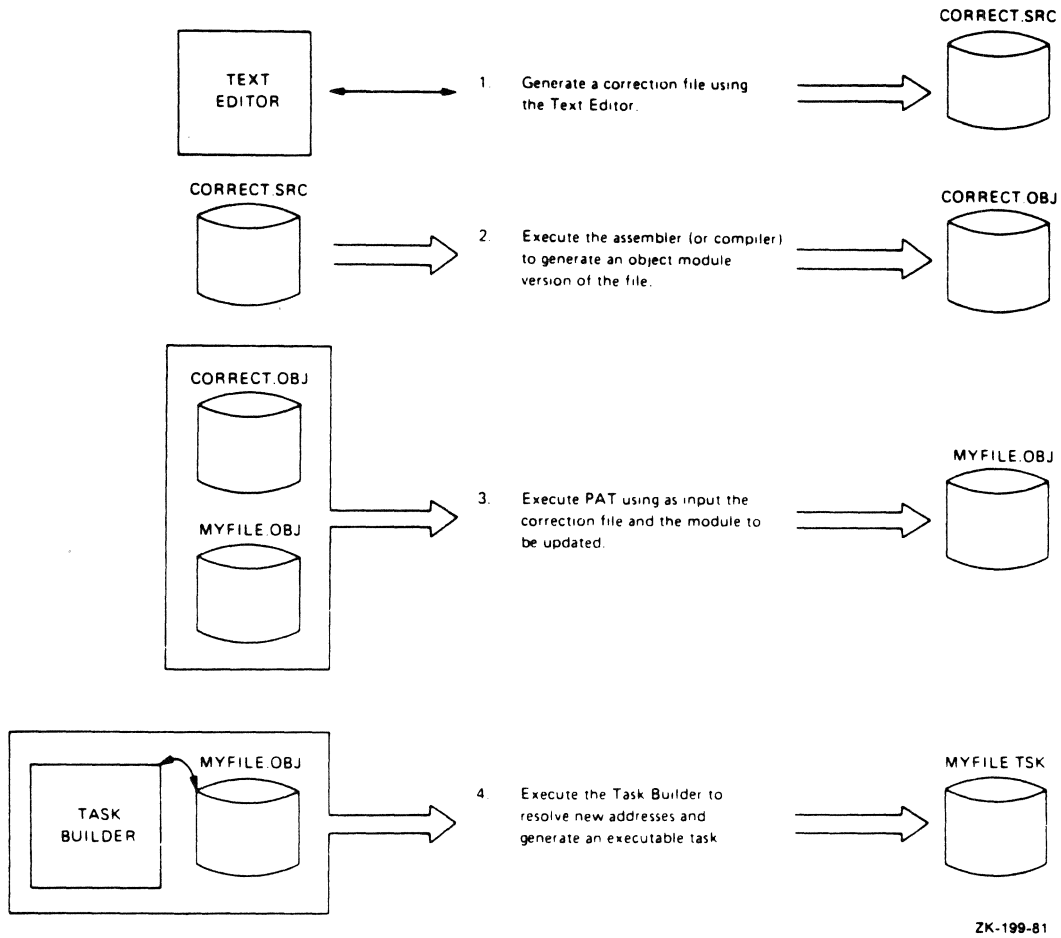 CORRECT.SRC
TEXT
EDITOR
1. Generate a correction file using
the Text Editor.
CORRECT.SRC
CORRECT.OBJ
2. Execute the assembler (or compiler)
to generate an object module
version of the file.
CORRECT.OBJ
MYFILE.OBJ
MYFILE.OBJ
3. Execute PAT using as input the
correction file and the module to
be updated.
MYFILE.OBJ
MYFILE TSK
TASK
BUILDER
4. Execute the Task Builder to
resolve new addresses and
generate an executable task
ZK-199-81